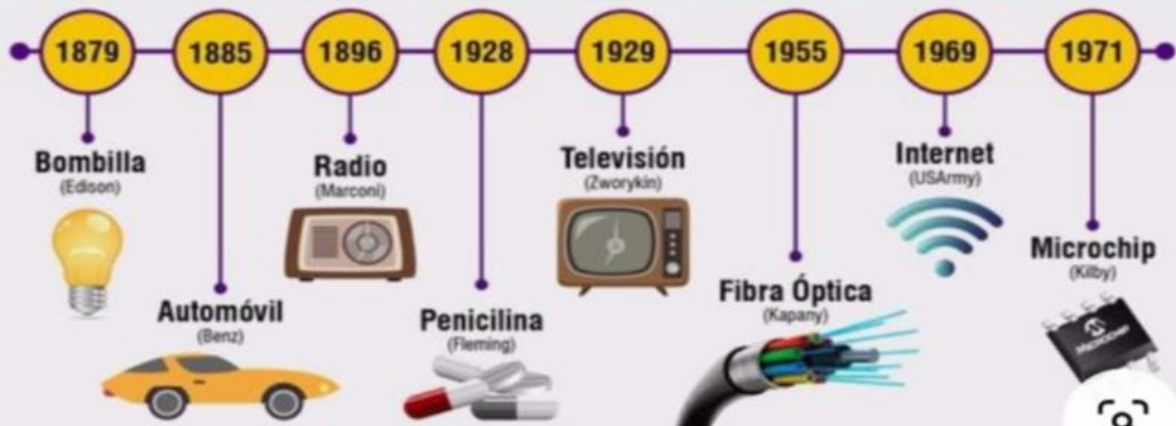 1879
1885
1896
1928
1929
1955
1969
1971
Bombilla
(Edison)
Automóvil
(Benz)
Radio
(Marconi)
Penicilina
(Fleming)
Televisión
(Zworykin)
Fibra Óptica
(Kapany)
Internet
(USArmy)
Microchip
(Kilby)
MICROCHIP